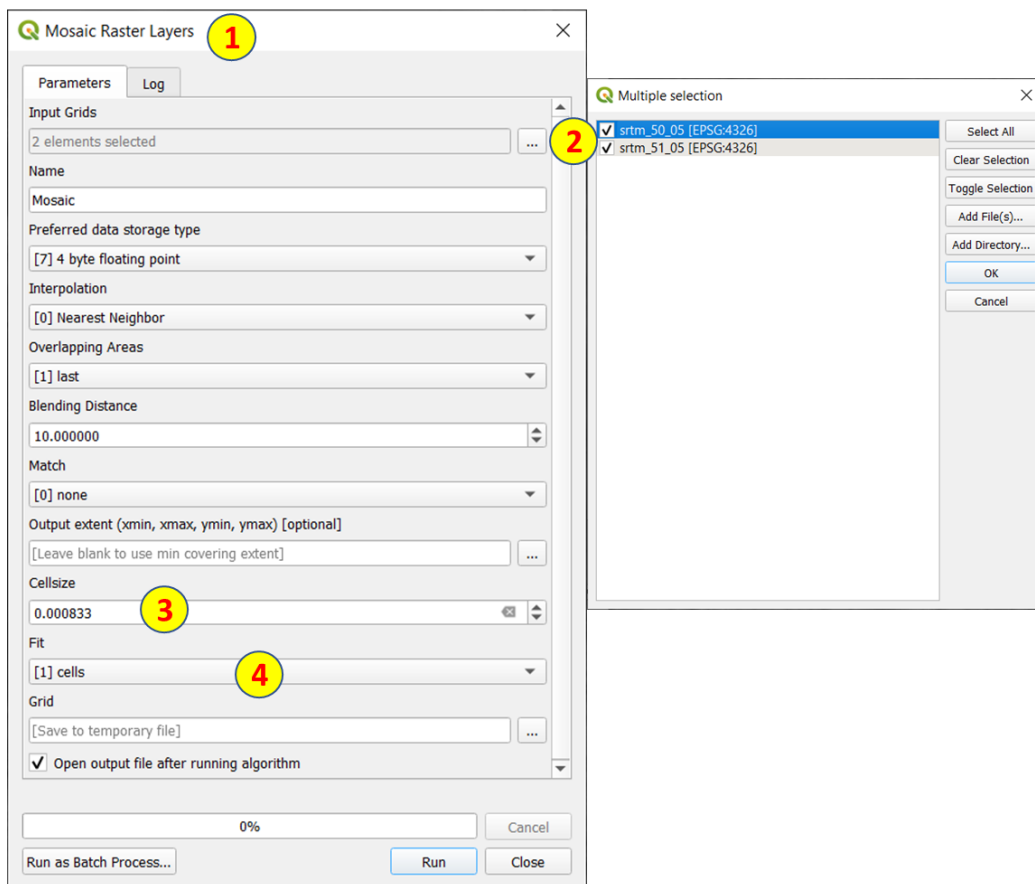 Mosaic Raster Layers
1
Parameters
Log
Input Grids
2 elements selected
...
Name
Mosaic
Preferred data storage type
[7] 4 byte floating point
Interpolation
[0] Nearest Neighbor
Overlapping Areas
[1] last
Blending Distance
10.000000
Match
[0] none
Output extent (xmin, xmax, ymin, ymax) [optional]
[Leave blank to use min covering extent]
...
Cellsize
0.000833
3
Fit
[1] cells
4
Grid
[Save to temporary file]
...
Open output file after running algorithm
0%
Cancel
Run as Batch Process...
Run
Close
Multiple selection
2
srtm_50_05 [EPSG:4326]
srtm_51_05 [EPSG:4326]
Select All
Clear Selection
Toggle Selection
Add File(s)...
Add Directory...
OK
Cancel